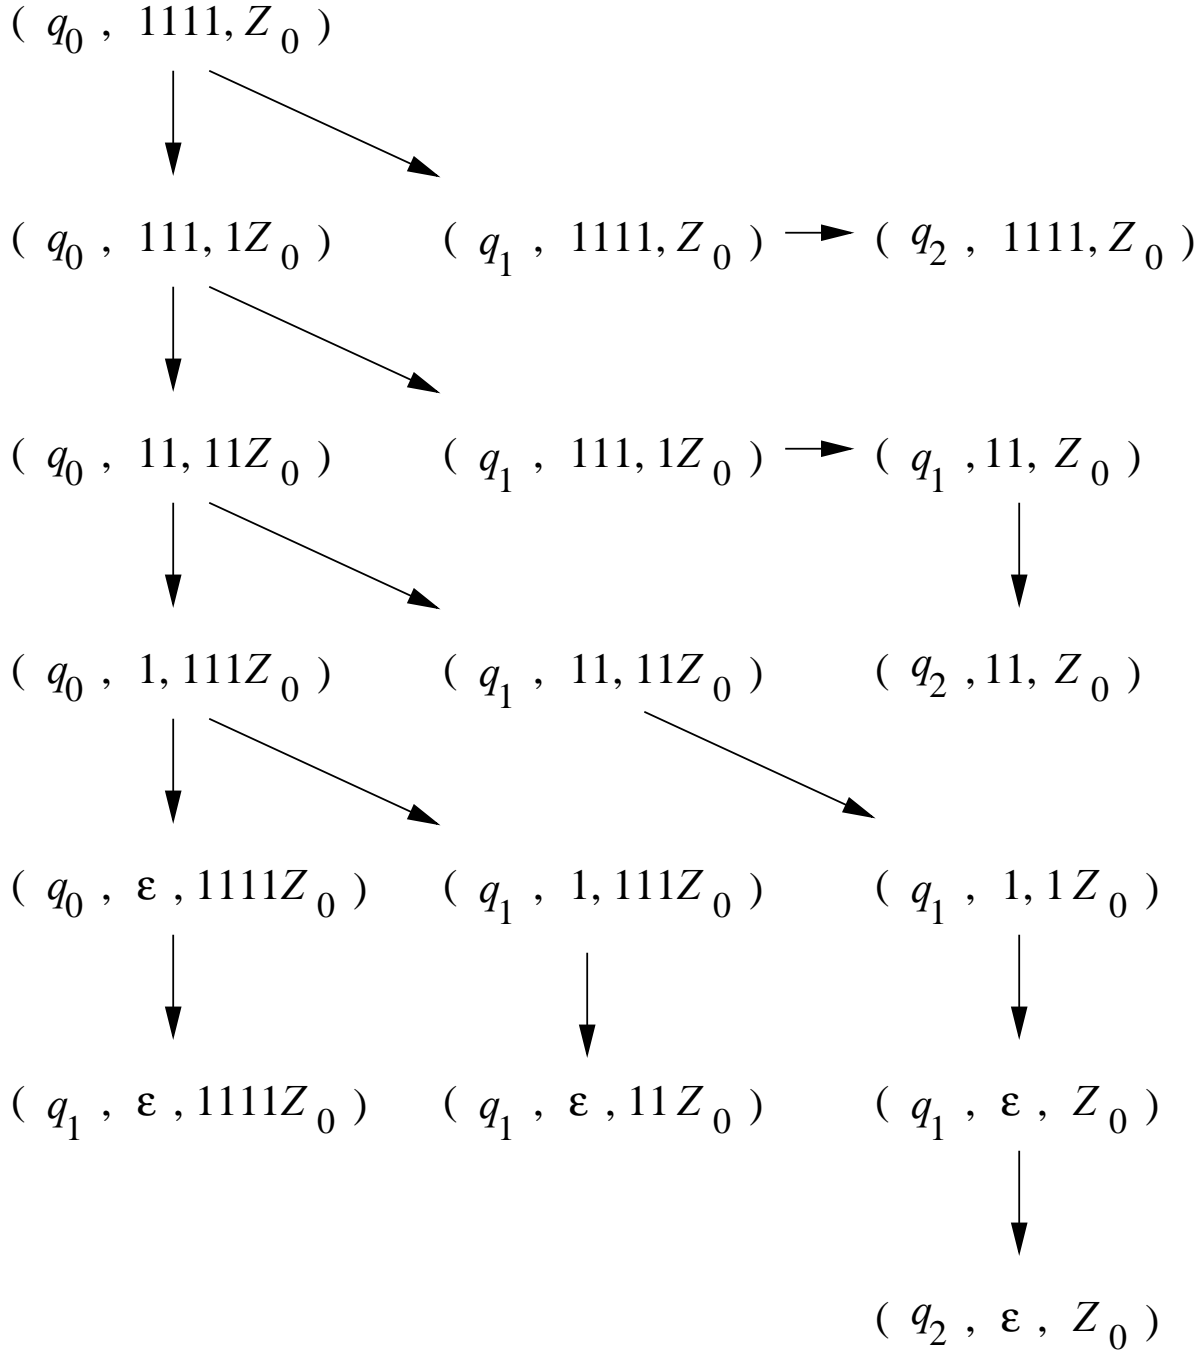 ( q₀ , 1111, Z₀ )
( q₀ , 111, 1Z₀ ) ( q₁ , 1111, Z₀ ) ( q₂ , 1111, Z₀ )
( q₀ , 11, 11Z₀ ) ( q₁ , 111, 1Z₀ ) ( q₁ , 11, Z₀ )
( q₀ , 1, 111Z₀ ) ( q₁ , 11, 11Z₀ ) ( q₂ , 11, Z₀ )
( q₀ , ε , 1111Z₀ ) ( q₁ , 1, 111Z₀ ) ( q₁ , 1, 1Z₀ )
( q₁ , ε , 1111Z₀ ) ( q₁ , ε , 11Z₀ ) ( q₁ , ε , Z₀ )
( q₂ , ε , Z₀ )